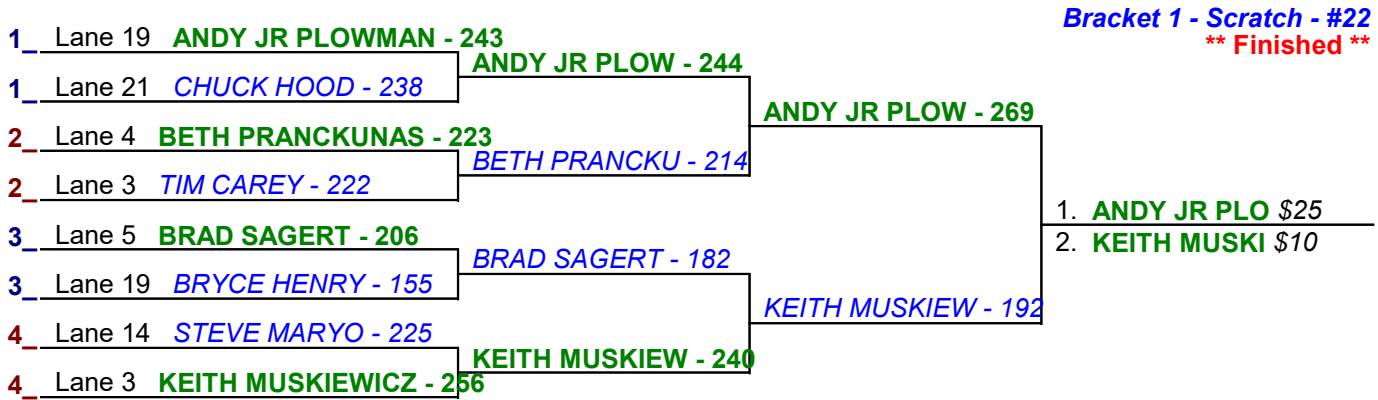 Bracket 1 - Scratch - #22
** Finished **
1_ Lane 19 ANDY JR PLOWMAN - 243
ANDY JR PLOW - 244
1_ Lane 21 CHUCK HOOD - 238
ANDY JR PLOW - 269
2_ Lane 4 BETH PRANCKUNAS - 223
BETH PRANCKU - 214
2_ Lane 3 TIM CAREY - 222
1. ANDY JR PLO $25
2. KEITH MUSKI $10
3_ Lane 5 BRAD SAGERT - 206
BRAD SAGERT - 182
3_ Lane 19 BRYCE HENRY - 155
KEITH MUSKIEW - 192
4_ Lane 14 STEVE MARYO - 225
KEITH MUSKIEW - 240
4_ Lane 3 KEITH MUSKIEWICZ - 256